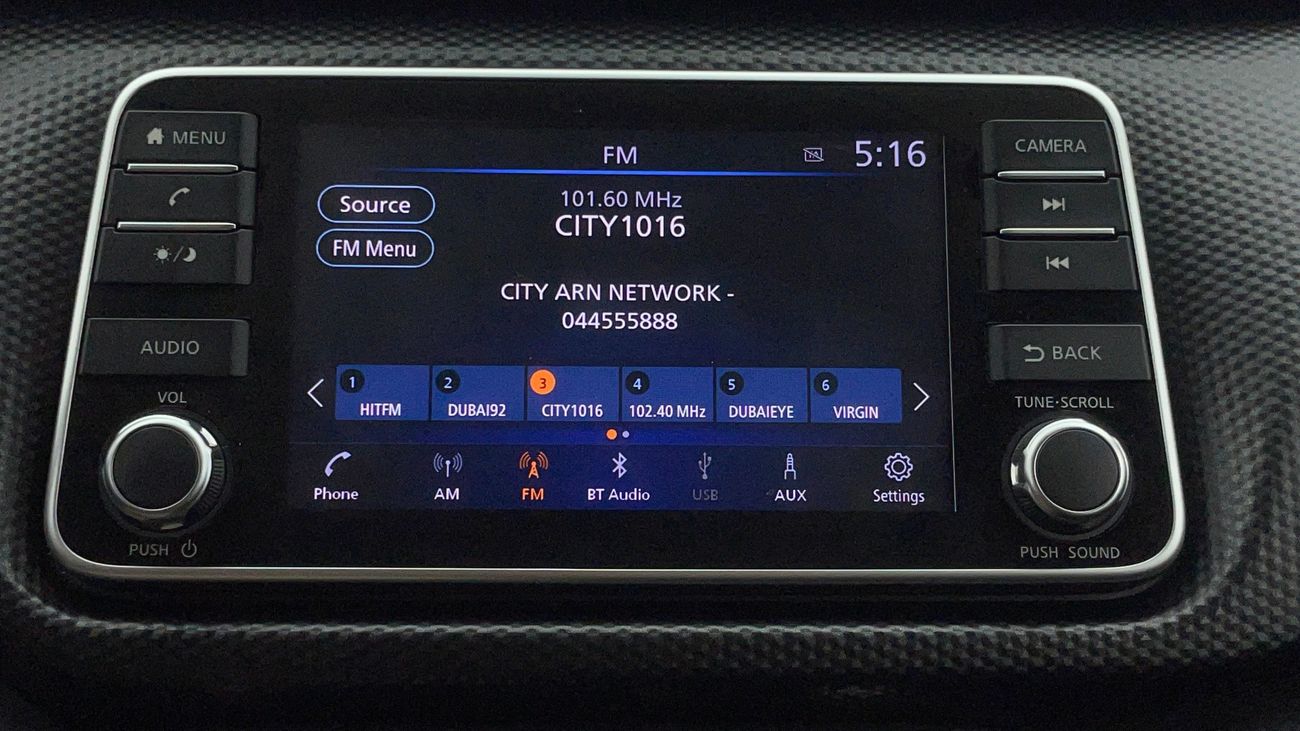 MENU
AUDIO
VOL
PUSH
FM
TA
5:16
Source
101.60 MHz
CITY1016
FM Menu
CITY ARN NETWORK -
044555888
1 2 3 4 5 6
HITFM DUBAI92 CITY1016 102.40 MHz DUBAIEYE VIRGIN
Phone AM FM BT Audio USB AUX Settings
CAMERA
BACK
TUNE·SCROLL
PUSH SOUND